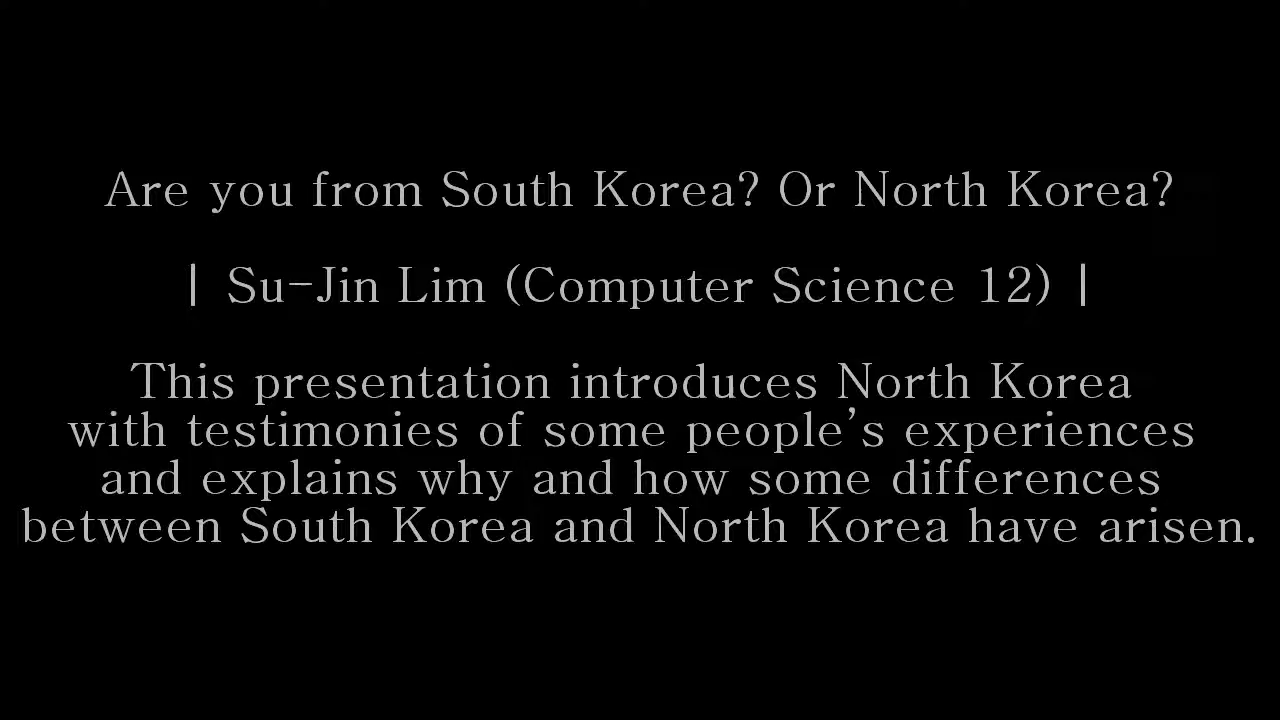 Are you from South Korea? Or North Korea?
| Su-Jin Lim (Computer Science 12) |
This presentation introduces North Korea
with testimonies of some people’s experiences
and explains why and how some differences
between South Korea and North Korea have arisen.